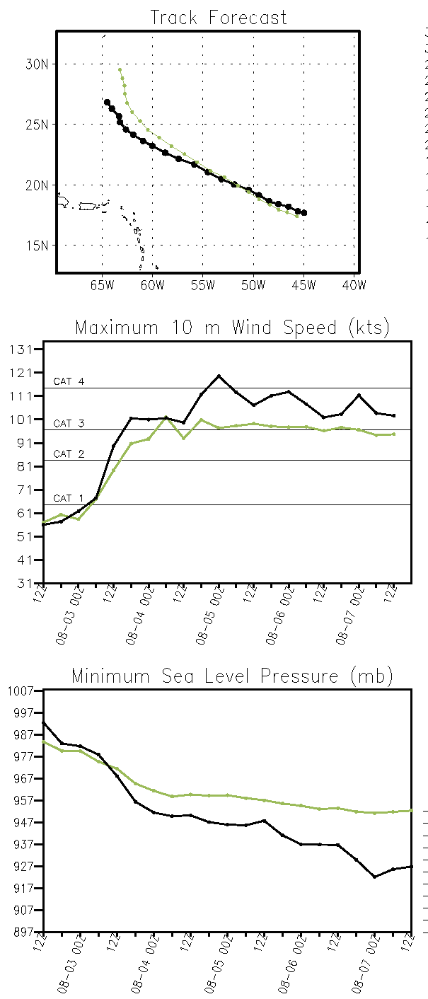 Track Forecast
30N
25N
20N
15N
65W 60W 55W 50W 45W 40W
Maximum 10 m Wind Speed (kts)
131
121
CAT 4
111
101
CAT 3
91
CAT 2
81
71
CAT 1
61
51
41
31
12Z 08-03 00Z 12Z 08-04 00Z 12Z 08-05 00Z 12Z 08-06 00Z 12Z 08-07 00Z 12Z
Minimum Sea Level Pressure (mb)
1007
997
987
977
967
957
947
937
927
917
907
897
12Z 08-03 00Z 12Z 08-04 00Z 12Z 08-05 00Z 12Z 08-06 00Z 12Z 08-07 00Z 12Z